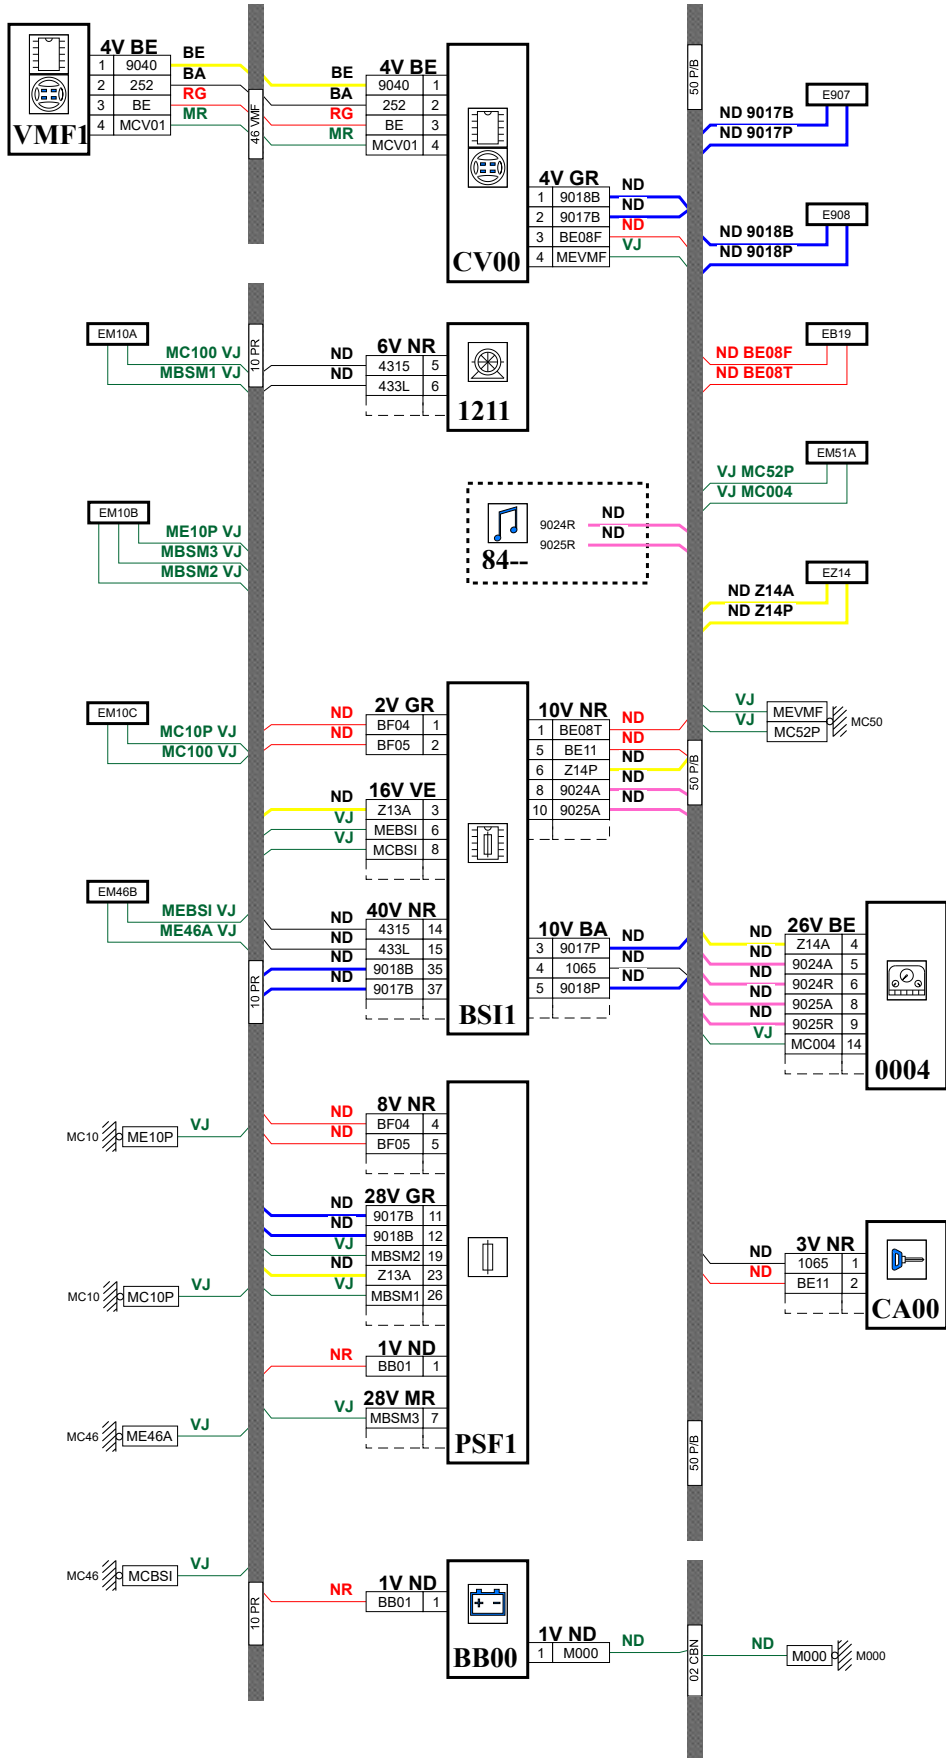 VMF1
4V BE
1 9040 BE
2 252 BA
3 BE RG
4 MCV01 MR
46 VMF
4V BE
BE 9040 1
BA 252 2
RG BE 3
MR MCV01 4
CV00
4V GR
1 9018B ND
2 9017B ND
3 BE08F ND
4 MEVMF VJ
50 P/B
E907
ND 9017B
ND 9017P
E908
ND 9018B
ND 9018P
EM10A
MC100 VJ
MBSM1 VJ
10 PR
6V NR
ND 4315 5
ND 433L 6
1211
EB19
ND BE08F
ND BE08T
EM51A
VJ MC52P
VJ MC004
EM10B
ME10P VJ
MBSM3 VJ
MBSM2 VJ
84--
9024R ND
9025R ND
EZ14
ND Z14A
ND Z14P
EM10C
MC10P VJ
MC100 VJ
2V GR
ND BF04 1
ND BF05 2
16V VE
ND Z13A 3
VJ MEBSI 6
VJ MCBSI 8
40V NR
ND 4315 14
ND 433L 15
ND 9018B 35
ND 9017B 37
BSI1
10V NR
1 BE08T ND
5 BE11 ND
6 Z14P ND
8 9024A ND
10 9025A ND
10V BA
3 9017P ND
4 1065 ND
5 9018P ND
VJ MEVMF
VJ MC52P
MC50
50 P/B
EM46B
MEBSI VJ
ME46A VJ
10 PR
26V BE
ND Z14A 4
ND 9024A 5
ND 9024R 6
ND 9025A 8
ND 9025R 9
VJ MC004 14
0004
MC10 ME10P VJ
8V NR
ND BF04 4
ND BF05 5
28V GR
ND 9017B 11
ND 9018B 12
VJ MBSM2 19
ND Z13A 23
VJ MBSM1 26
1V ND
NR BB01 1
28V MR
VJ MBSM3 7
PSF1
MC10 MC10P VJ
3V NR
ND 1065 1
ND BE11 2
CA00
MC46 ME46A VJ
50 P/B
MC46 MCBSI VJ
10 PR
1V ND
NR BB01 1
BB00
1V ND
1 M000 ND
02 CBN
ND M000 M000